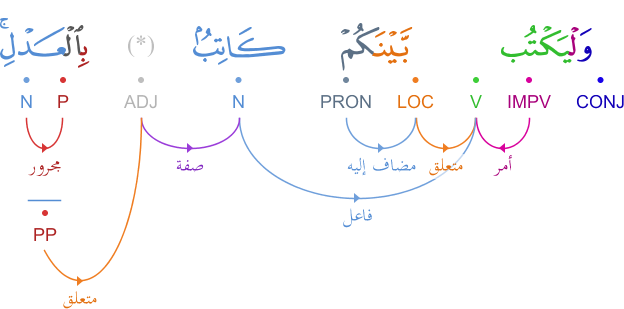 وَلْيَكْتُب بَّيْنَكُمْ كَاتِبٌۢ (*) بِٱلْعَدْلِ ۚ
CONJ IMPV V LOC PRON N ADJ P N
أمر متعلق مضاف إليه صفة مجرور
فاعل
PP
متعلق